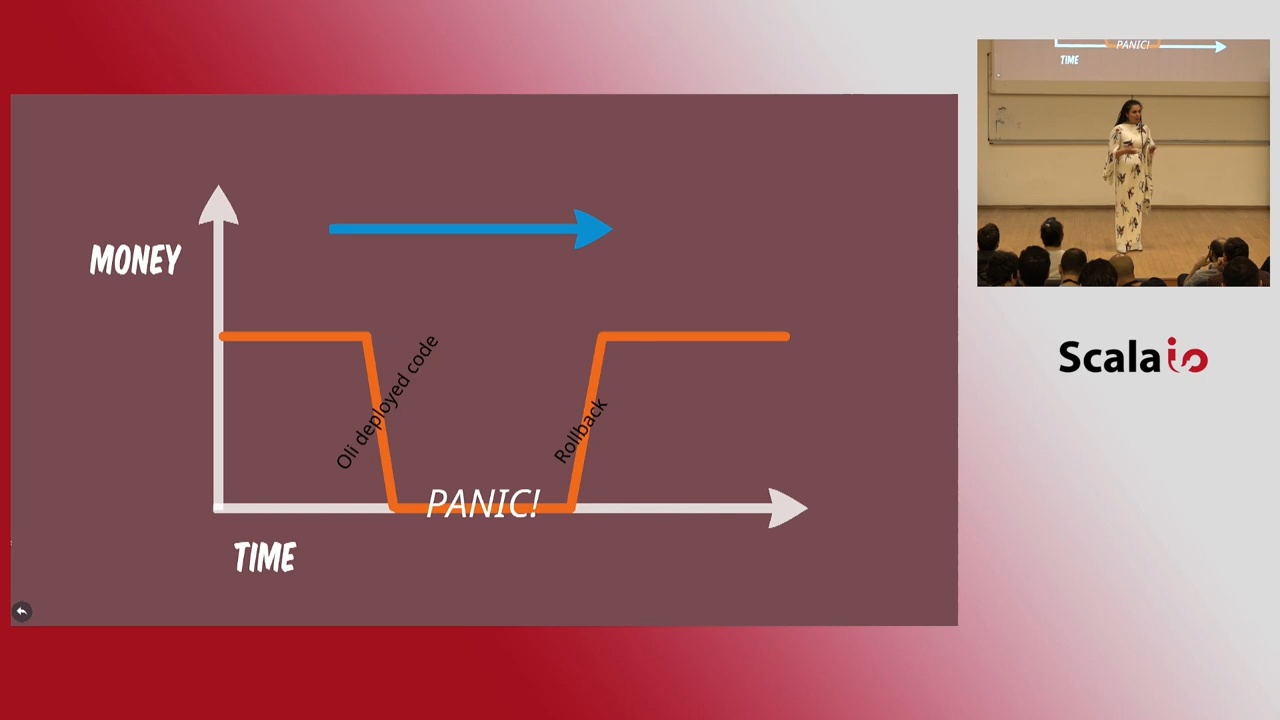 MONEY
Oli deployed code
Rollback
PANIC!
TIME
PANIC!
TIME
Scala io